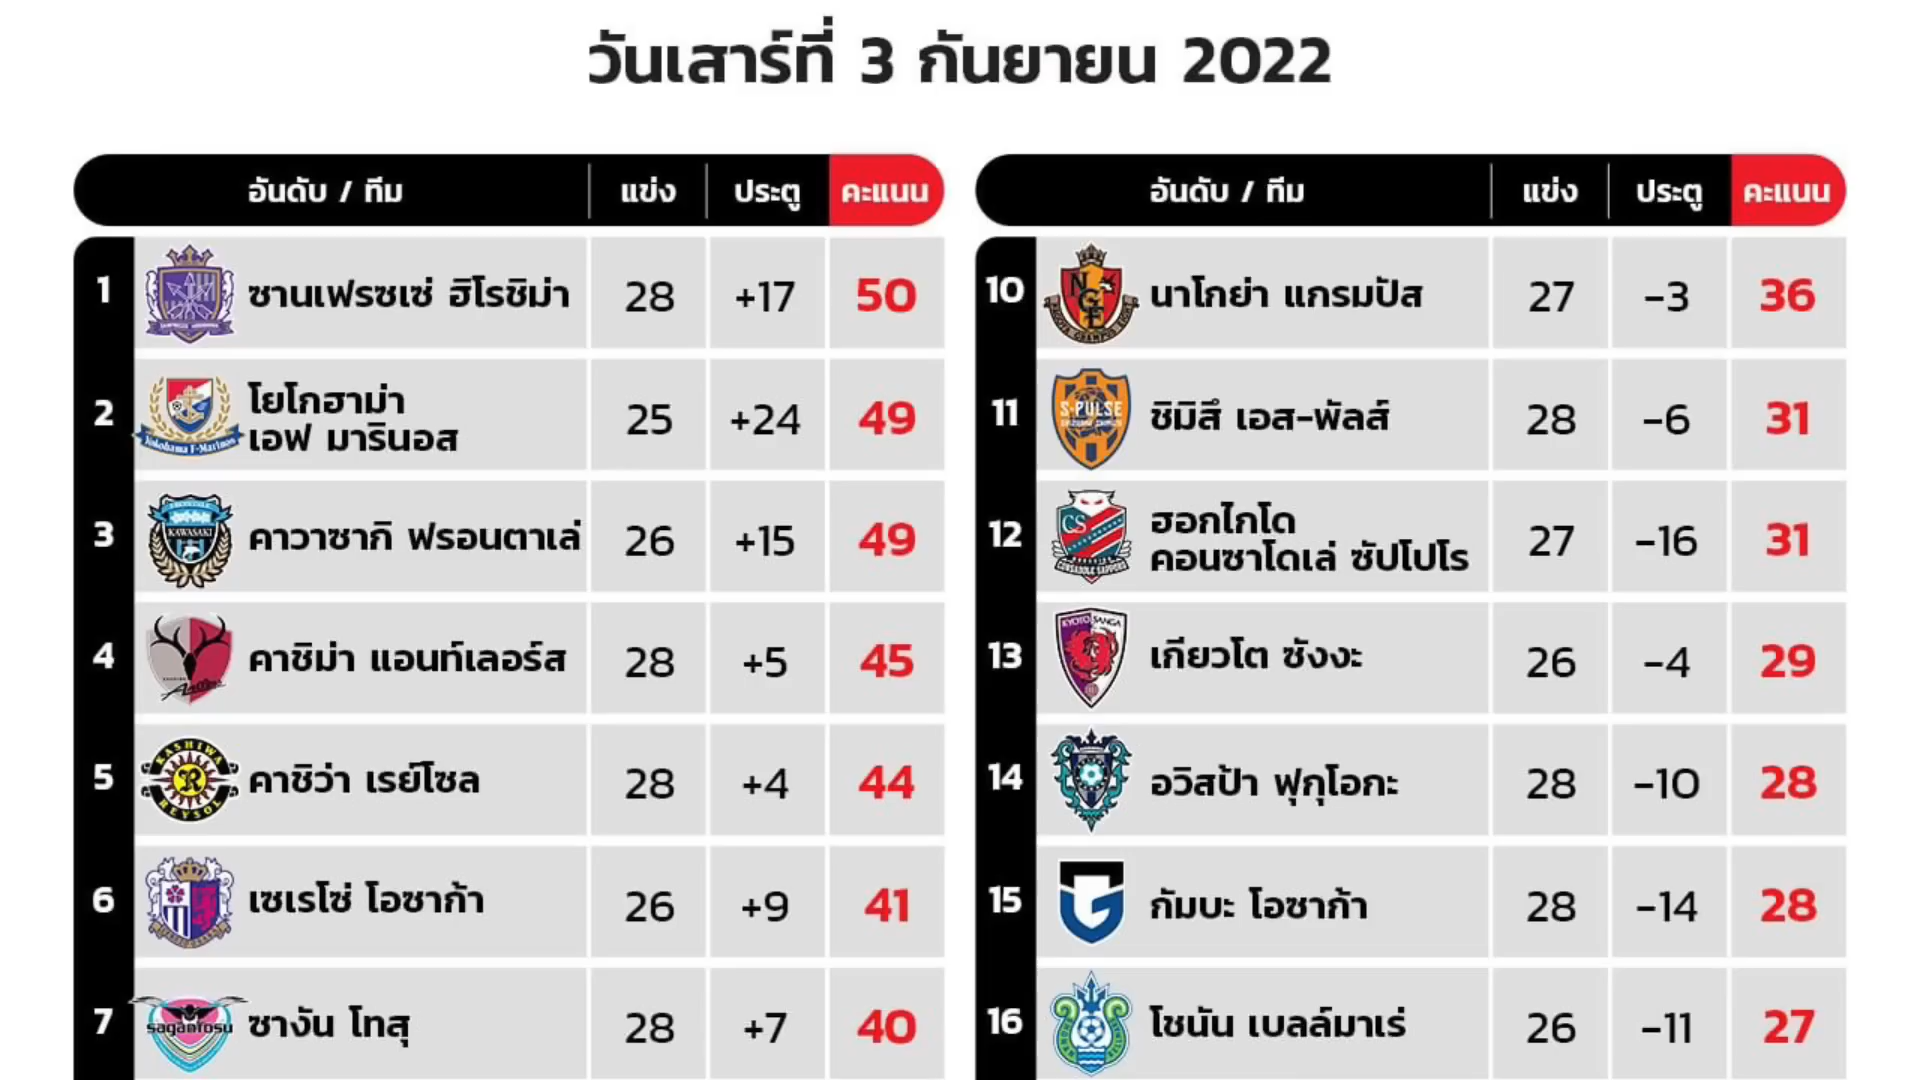 วันเสาร์ที่ 3 กันยายน 2022
อันดับ / ทีม แข่ง ประตู คะแนน
1 ซานเฟรซเซ่ ฮิโรชิม่า 28 +17 50
2 โยโกฮาม่า
เอฟ มารินอส 25 +24 49
Yokohama F·Marinos
3 คาวาซากิ ฟรอนตาเล่ 26 +15 49
KAWASAKI
4 คาชิม่า แอนท์เลอร์ส 28 +5 45
5 คาชิว่า เรย์โซล 28 +4 44
KASHIWA
REYSOL
6 เซเรโซ่ โอซาก้า 26 +9 41
7 ซางัน โทสุ 28 +7 40
sagantosu
อันดับ / ทีม แข่ง ประตู คะแนน
10 นาโกย่า แกรมปัส 27 -3 36
NGE
11 ชิมิสึ เอส-พัลส์ 28 -6 31
S-PULSE
12 ฮอกไกโด
คอนซาโดเล่ ซัปโปโร 27 -16 31
CS
CONSADOLE SAPPORO
13 เกียวโต ซังงะ 26 -4 29
KYOTO SANGA
14 อวิสป้า ฟุกุโอกะ 28 -10 28
15 กัมบะ โอซาก้า 28 -14 28
16 โชนัน เบลล์มาเร่ 26 -11 27